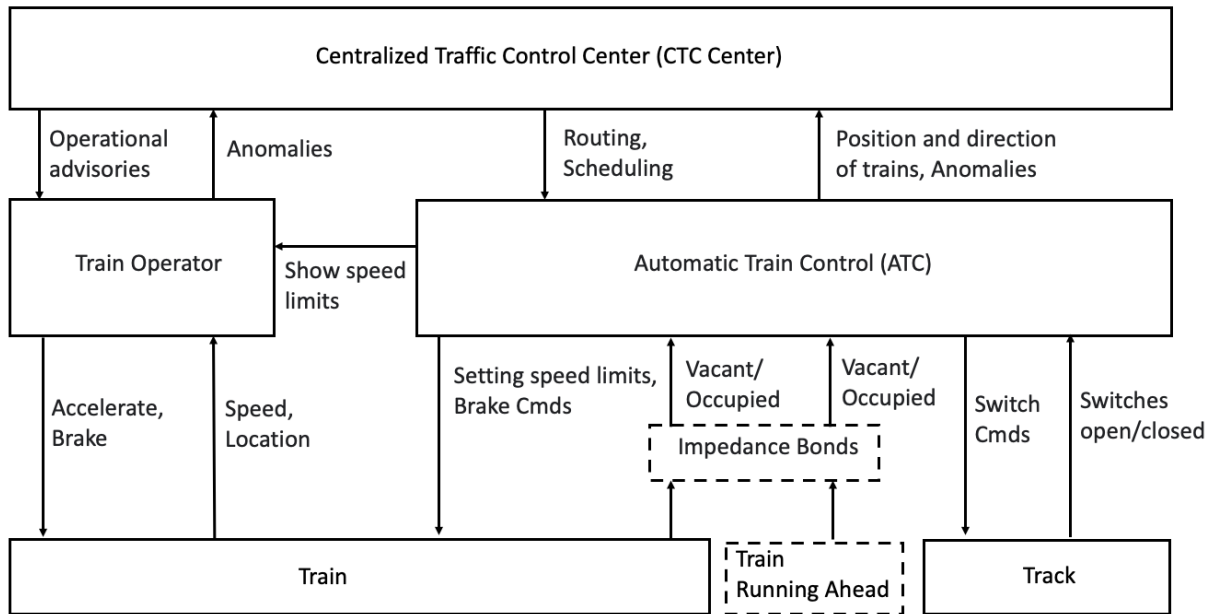 Centralized Traffic Control Center (CTC Center)
Operational
advisories
Anomalies
Routing,
Scheduling
Position and direction
of trains, Anomalies
Train Operator
Show speed
limits
Automatic Train Control (ATC)
Accelerate,
Brake
Speed,
Location
Setting speed limits,
Brake Cmds
Vacant/
Occupied
Vacant/
Occupied
Switch
Cmds
Switches
open/closed
Impedance Bonds
Train
Train
Running Ahead
Track